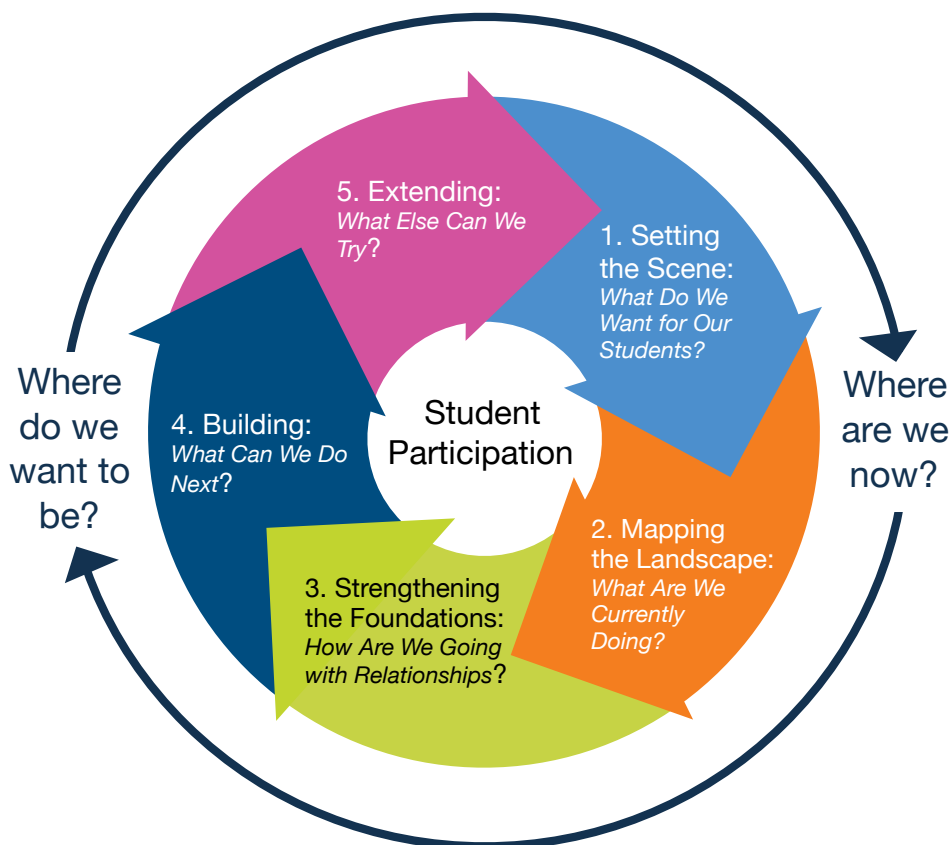 5. Extending:
What Else Can We
Try?
1. Setting
the Scene:
What Do We
Want for Our
Students?
Where
do we
want to
be?
4. Building:
What Can We Do
Next?
Student
Participation
Where
are we
now?
2. Mapping
the Landscape:
What Are We
Currently
Doing?
3. Strengthening
the Foundations:
How Are We Going
with Relationships?